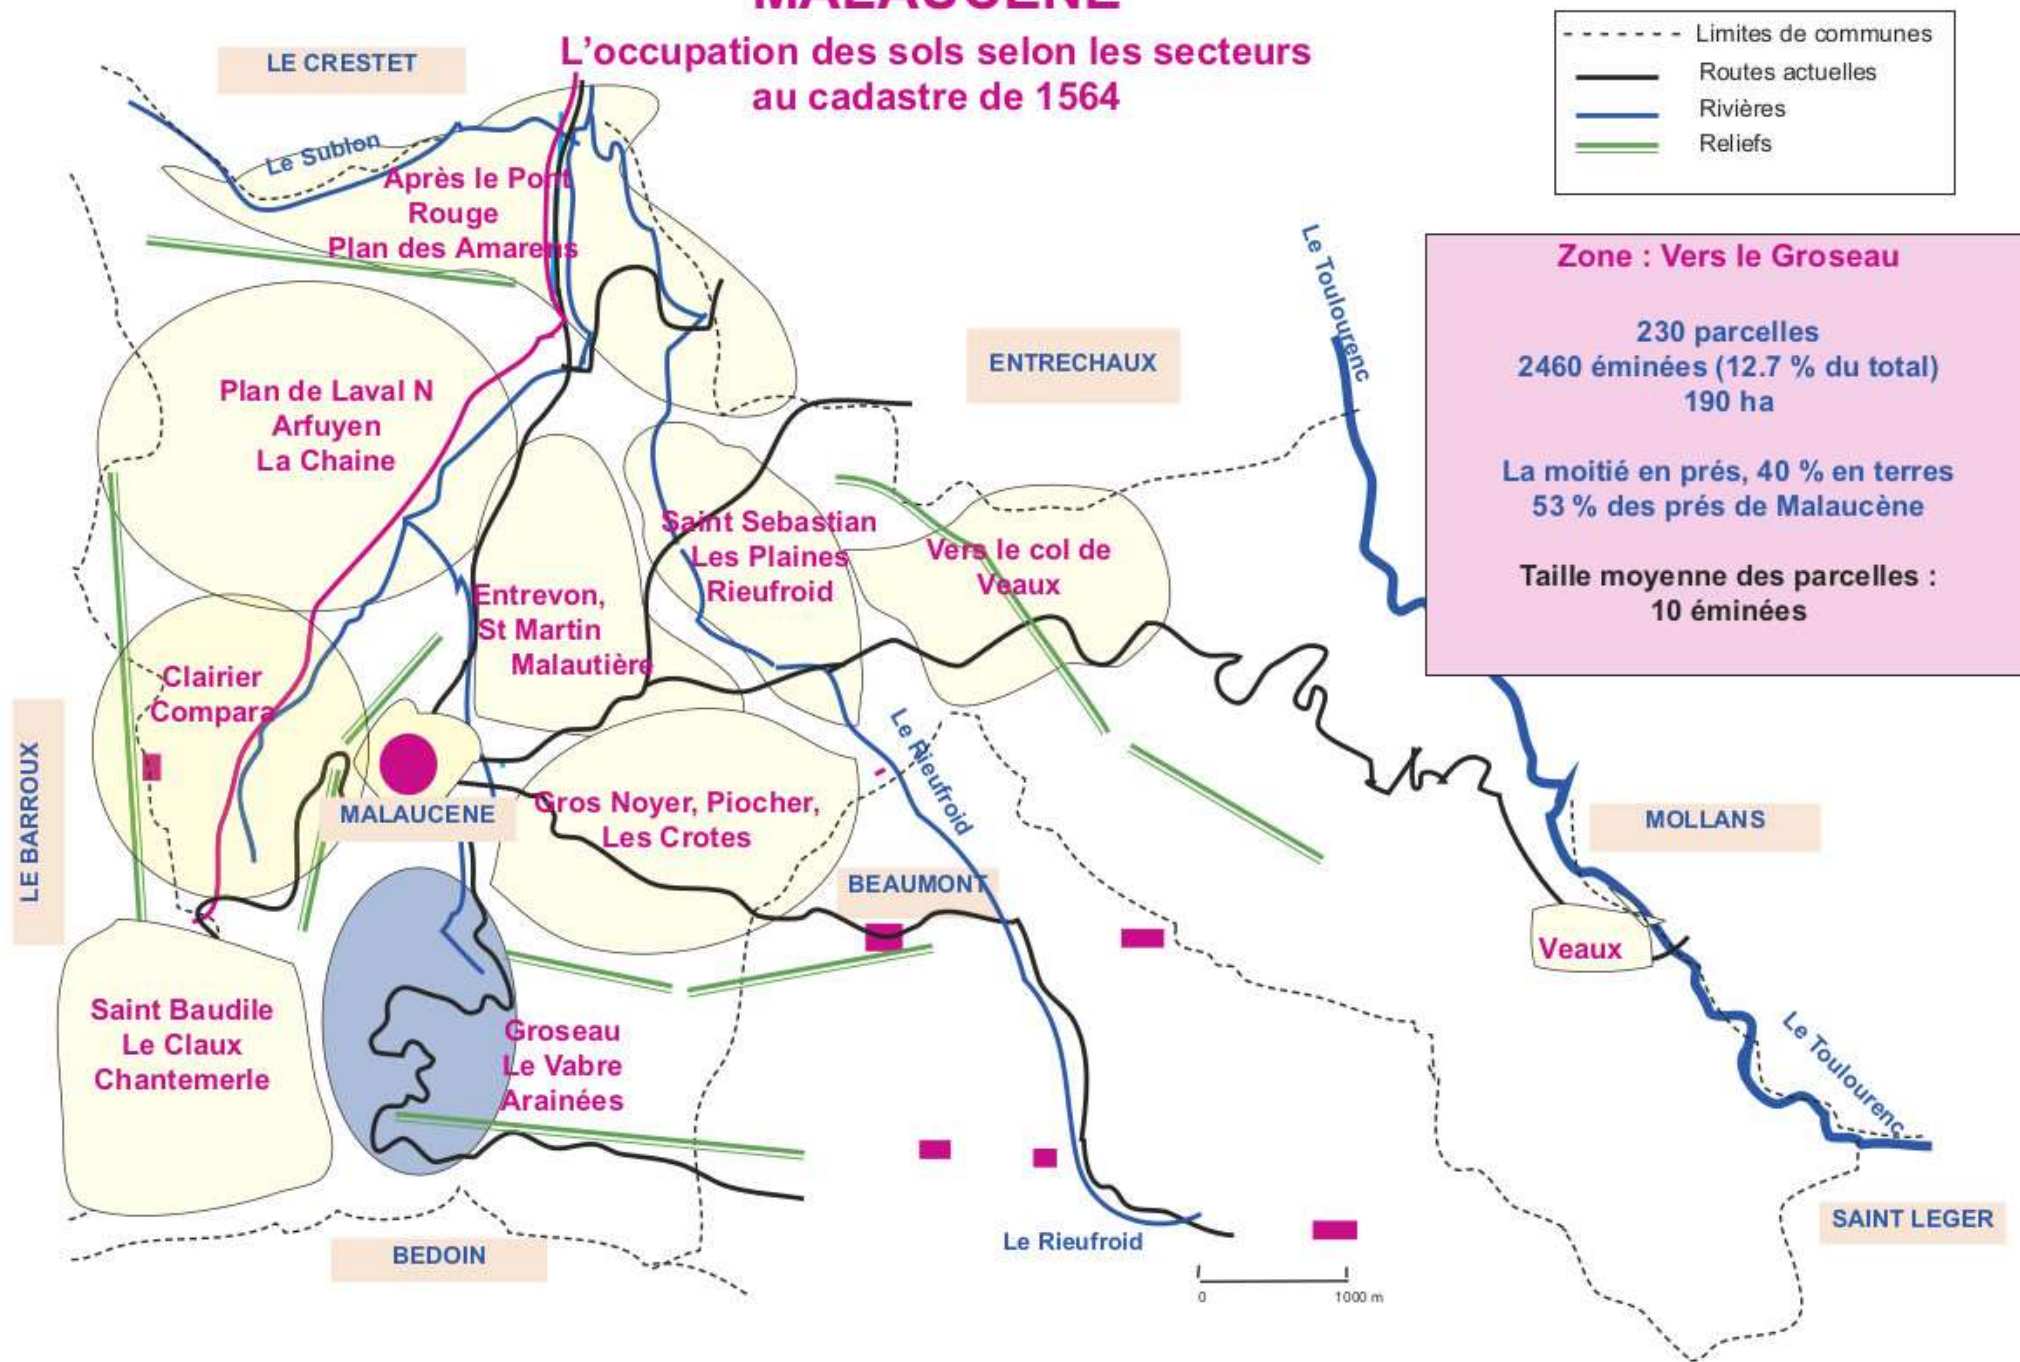 MALAUCENE
L'occupation des sols selon les secteurs
au cadastre de 1564
Limites de communes
Routes actuelles
Rivières
Reliefs
LE CRESTET
Le Sublon
Après le Pont
Rouge
Plan des Amarens
Le Toulourenc
Zone : Vers le Groseau
230 parcelles
2460 éminées (12.7 % du total)
190 ha
La moitié en prés, 40 % en terres
53 % des prés de Malaucène
Taille moyenne des parcelles :
10 éminées
ENTRECHAUX
Plan de Laval N
Arfuyen
La Chaine
Saint Sebastian
Les Plaines
Rieufroid
Vers le col de
Veaux
Entrevon,
St Martin
Malautière
Clairier
Compara
LE BARROUX
MALAUCENE
Gros Noyer, Piocher,
Les Crotes
Le Rieufroid
MOLLANS
BEAUMONT
Veaux
Saint Baudile
Le Claux
Chantemerle
Groseau
Le Vabre
Arainées
Le Toulourenc
SAINT LEGER
BEDOIN
Le Rieufroid
0 1000 m